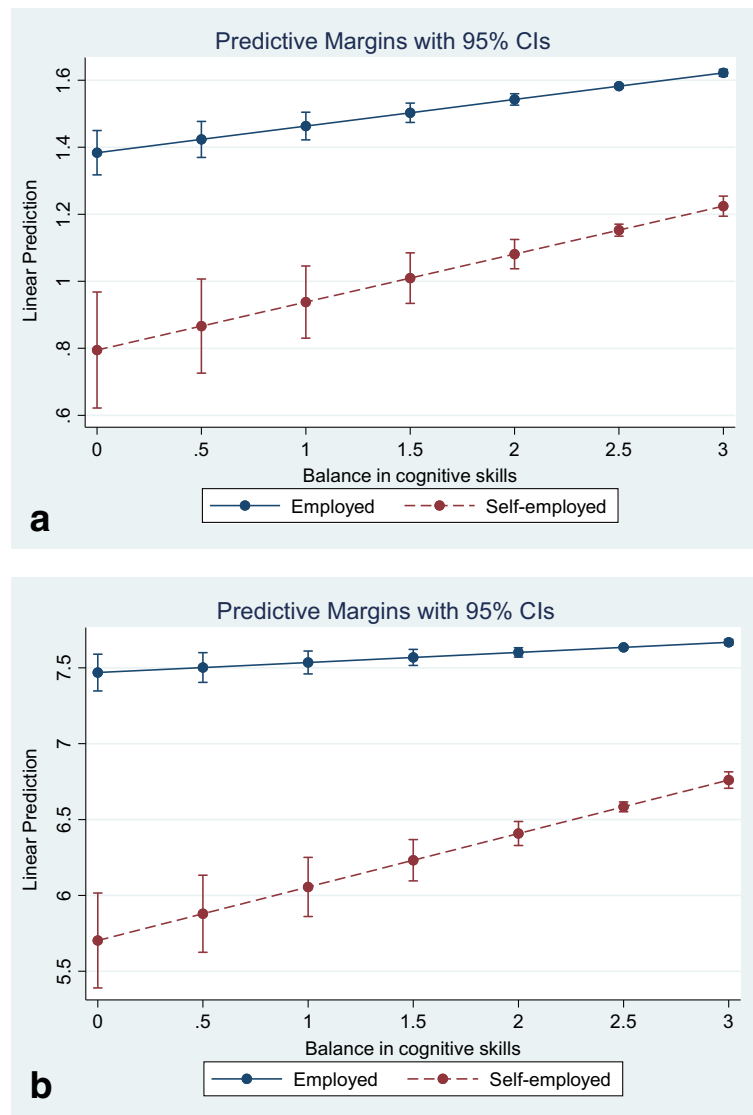 Predictive Margins with 95% CIs
Linear Prediction
1.6
1.4
1.2
1
.8
.6
0 .5 1 1.5 2 2.5 3
Balance in cognitive skills
Employed Self-employed
a
Predictive Margins with 95% CIs
Linear Prediction
7.5
7
6.5
6
5.5
0 .5 1 1.5 2 2.5 3
Balance in cognitive skills
Employed Self-employed
b